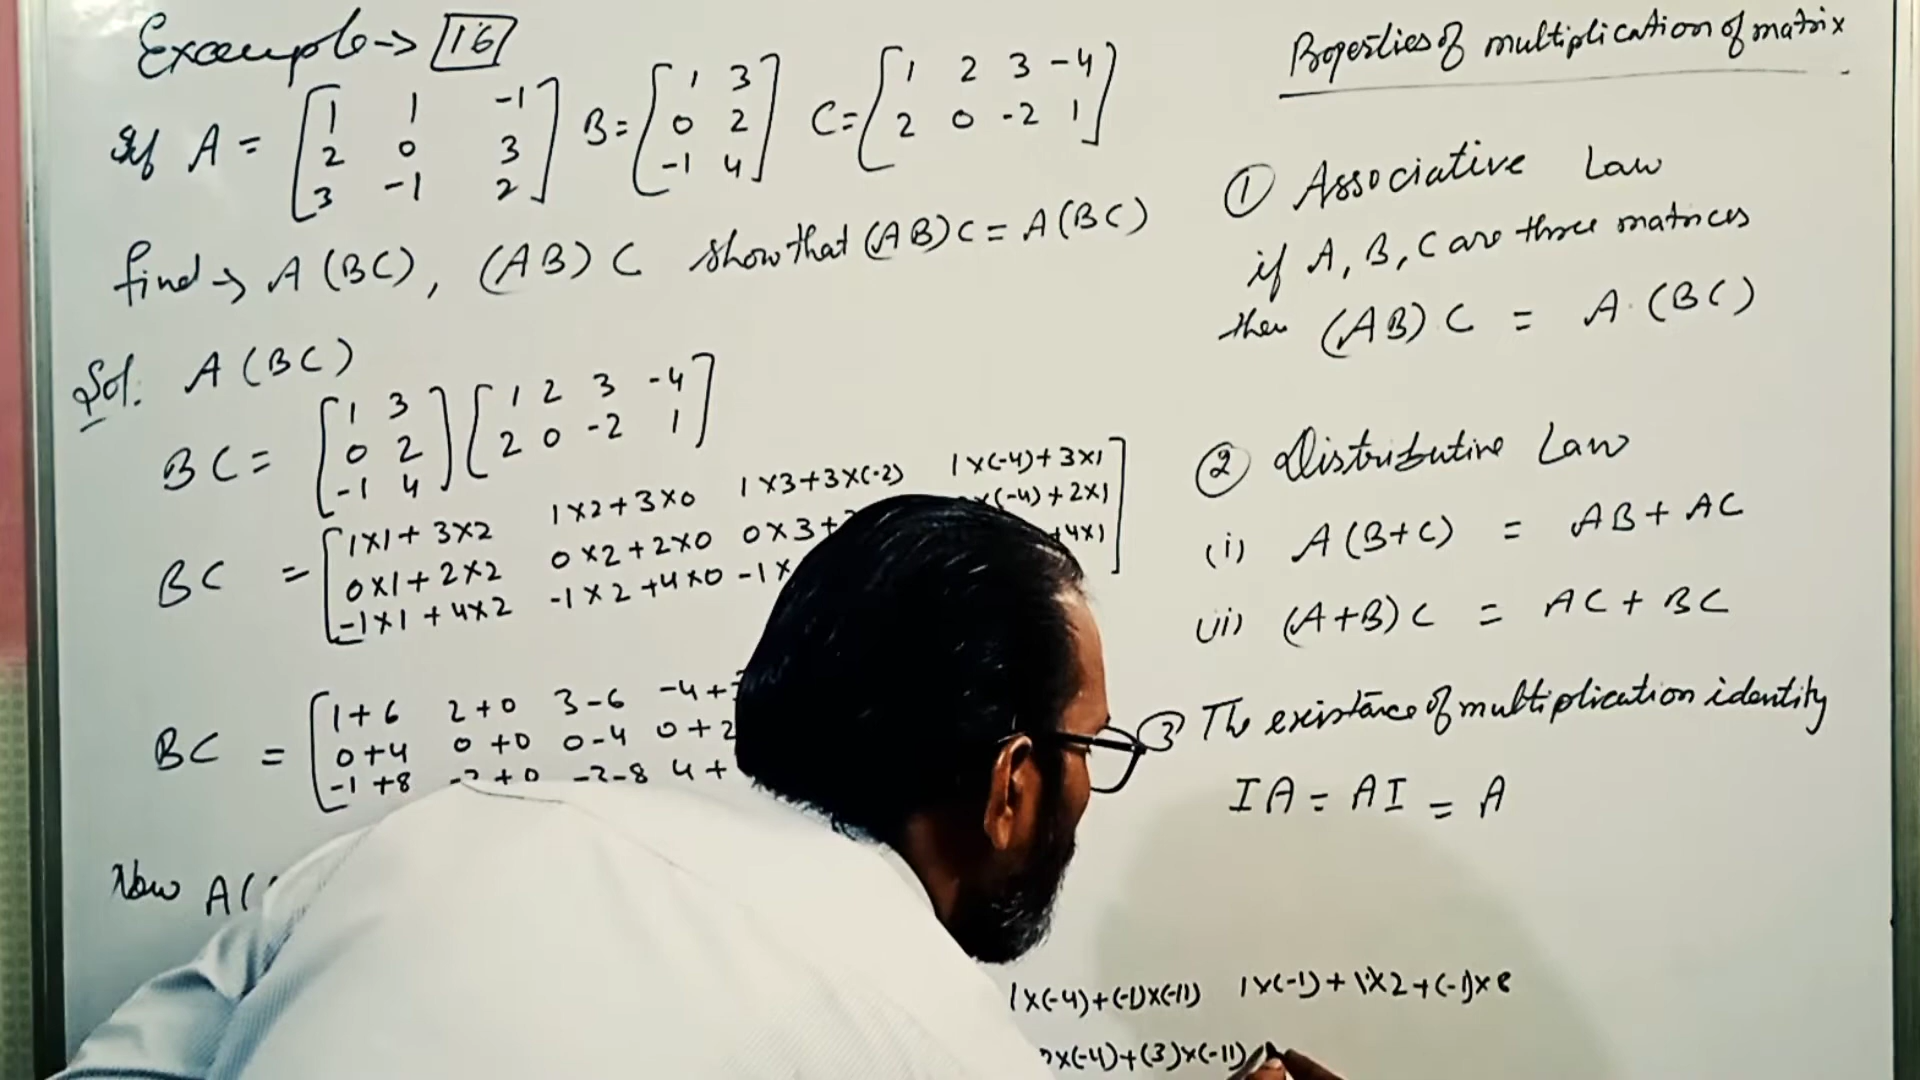 Example → 16
If A = [1 1 -1
2 0 3
3 -1 2] B = [1 3
0 2
-1 4] C = [1 2 3 -4
2 0 -2 1]
find → A (BC), (AB) C show that (AB) C = A (BC)
Sol. A (BC)
BC = [1 3
0 2
-1 4] [1 2 3 -4
2 0 -2 1]
BC = [1×1+3×2 1×2+3×0 1×3+3×(-2) 1×(-4)+3×1
0×1+2×2 0×2+2×0 0×3+ ×(-4)+2×1
-1×1+4×2 -1×2+4×0 -1× +4×1]
BC = [1+6 2+0 3-6 -4+
0+4 0+0 0-4 0+2
-1+8 -2+0 -8 4+
Now A(
1×(-4)+(-1)×(-11) 1×(-1)+1×2+(-1)×8
×(-4)+(3)×(-11)
Properties of multiplication of matrix
① Associative Law
if A, B, C are three matrices
then (AB) C = A. (BC)
② Distributive Law
(i) A (B+C) = AB + AC
(ii) (A+B) C = AC + BC
③ The existance of multiplication identity
IA = AI = A